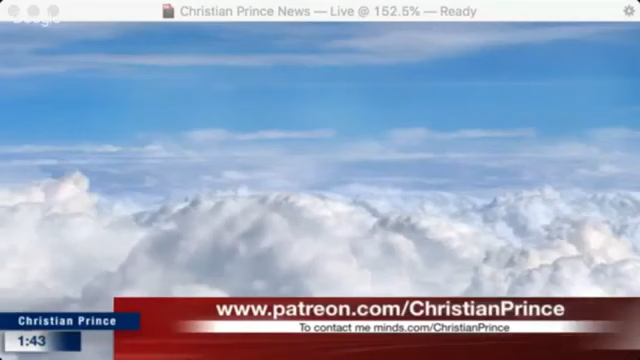 Christian Prince News — Live @ 152.5% — Ready
Google
www.patreon.com/ChristianPrince
To contact me minds.com/ChristianPrince
Christian Prince
1:43